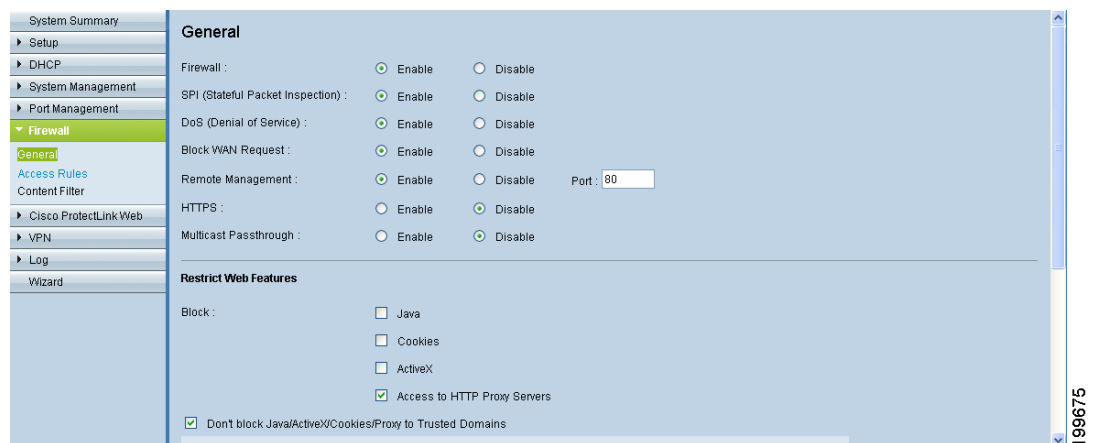 System Summary
Setup
DHCP
System Management
Port Management
Firewall
General
Access Rules
Content Filter
Cisco ProtectLink Web
VPN
Log
Wizard
General
Firewall : Enable Disable
SPI (Stateful Packet Inspection) : Enable Disable
DoS (Denial of Service) : Enable Disable
Block WAN Request : Enable Disable
Remote Management : Enable Disable Port : 80
HTTPS : Enable Disable
Multicast Passthrough : Enable Disable
Restrict Web Features
Block : Java
Cookies
ActiveX
Access to HTTP Proxy Servers
Don't block Java/ActiveX/Cookies/Proxy to Trusted Domains
199675